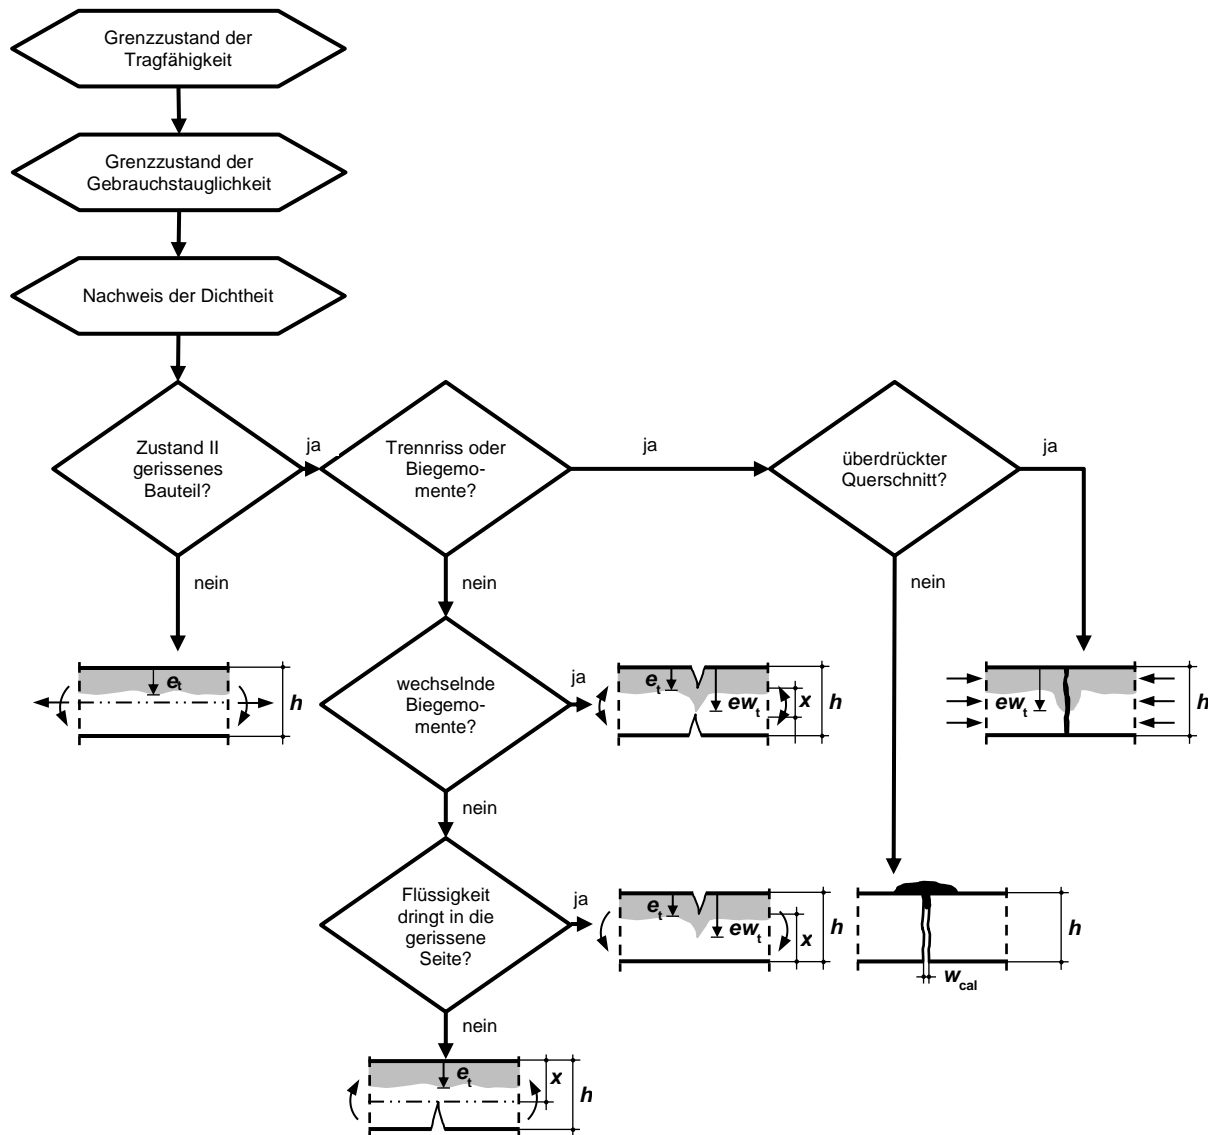 Grenzzustand der
Tragfähigkeit
Grenzzustand der
Gebrauchstauglichkeit
Nachweis der Dichtheit
Zustand II
gerissenes
Bauteil?
ja
Trennriss oder
Biegemo-
mente?
ja
überdrückter
Querschnitt?
ja
nein
nein
nein
e t
h
wechselnde
Biegemo-
mente?
ja
e t
ew t
x
h
ew t
h
nein
Flüssigkeit
dringt in die
gerissene
Seite?
ja
e t
ew t
x
h
h
w cal
nein
e t
x
h